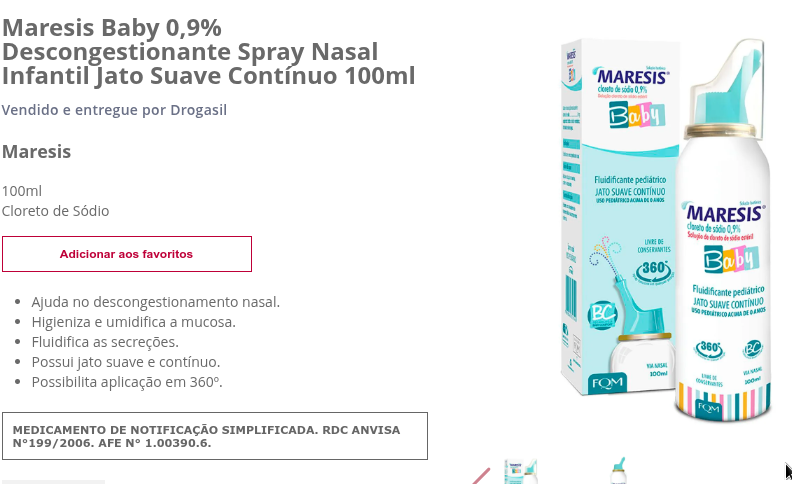 Maresis Baby 0,9%
Descongestionante Spray Nasal
Infantil Jato Suave Contínuo 100ml
Vendido e entregue por Drogasil
Maresis
100ml
Cloreto de Sódio
Adicionar aos favoritos
Ajuda no descongestionamento nasal.
Higieniza e umidifica a mucosa.
Fluidifica as secreções.
Possui jato suave e contínuo.
Possibilita aplicação em 360º.
MEDICAMENTO DE NOTIFICAÇÃO SIMPLIFICADA. RDC ANVISA
N°199/2006. AFE N° 1.00390.6.
MARESIS®
cloreto de sódio 0,9%
Baby
Fluidificante pediátrico
JATO SUAVE CONTÍNUO
USO PEDIÁTRICO ACIMA DE 0 ANOS
LIVRE DE
CONSERVANTES
360°
BC
VIA NASAL
100ml
FQM
MARESIS®
cloreto de sódio 0,9%
Solução de cloreto de sódio estéril
Baby
Fluidificante pediátrico
JATO SUAVE CONTÍNUO
USO PEDIÁTRICO ACIMA DE 0 ANOS
360°
BC
LIVRE DE
CONSERVANTES
VIA NASAL
100ml
FQM